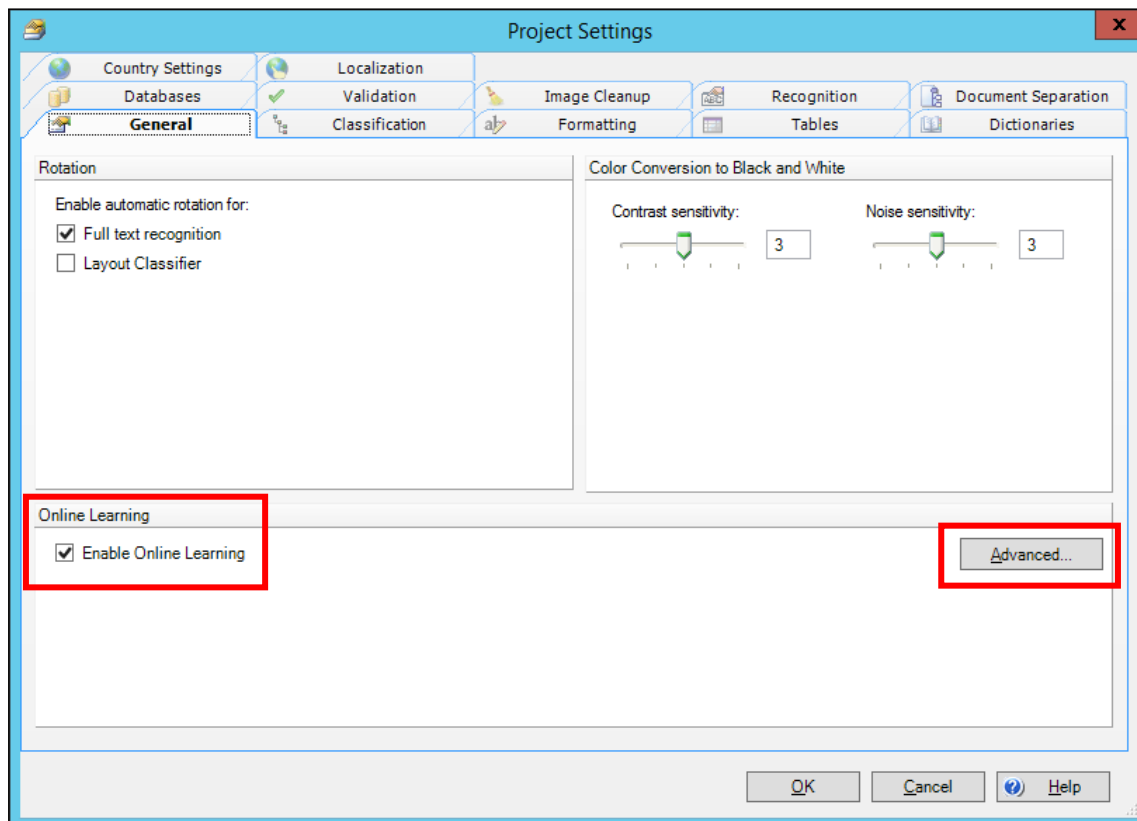 Project Settings
x
Country Settings
Localization
Databases
Validation
Image Cleanup
Recognition
Document Separation
General
Classification
Formatting
Tables
Dictionaries
Rotation
Enable automatic rotation for:
Full text recognition
Layout Classifier
Color Conversion to Black and White
Contrast sensitivity:
3
Noise sensitivity:
3
Online Learning
Enable Online Learning
Advanced...
OK
Cancel
Help